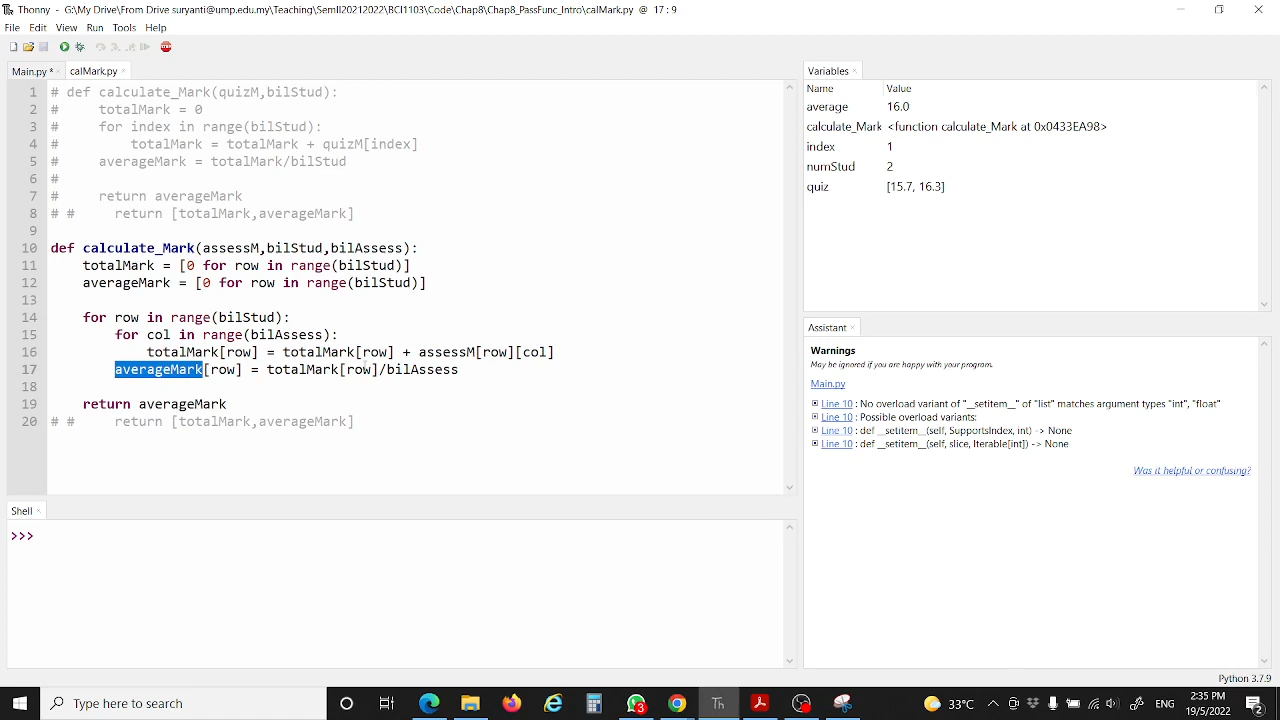 Thonny - G:\My Drive\From Drive suryanti@ump.edu.my\Teaching\SemII20212022\BCI1103\Code\Chap8\Chap8_PassFunc_Intro\calMark.py @ 17 : 9
File Edit View Run Tools Help
STOP
Main.py * calMark.py
1 # def calculate_Mark(quizM,bilStud):
2 # totalMark = 0
3 # for index in range(bilStud):
4 # totalMark = totalMark + quizM[index]
5 # averageMark = totalMark/bilStud
6 #
7 # return averageMark
8 # # return [totalMark,averageMark]
9
10 def calculate_Mark(assessM,bilStud,bilAssess):
11 totalMark = [0 for row in range(bilStud)]
12 averageMark = [0 for row in range(bilStud)]
13
14 for row in range(bilStud):
15 for col in range(bilAssess):
16 totalMark[row] = totalMark[row] + assessM[row][col]
17 averageMark[row] = totalMark[row]/bilAssess
18
19 return averageMark
20 # # return [totalMark,averageMark]
Shell
>>>
Variables
Name Value
average 16.0
calculate_Mark <function calculate_Mark at 0x0433EA98>
index 1
numStud 2
quiz [15.7, 16.3]
Assistant
Warnings
May be ignored if you are happy with your program.
Main.py
Line 10 : No overload variant of "__setitem__" of "list" matches argument types "int", "float"
Line 10 : Possible overload variants:
Line 10 : def __setitem__(self, SupportsIndex, int) -> None
Line 10 : def __setitem__(self, slice, Iterable[int]) -> None
Was it helpful or confusing?
Python 3.7.9
Type here to search
3
Th
33°C
ENG
2:35 PM
19/5/2022
2